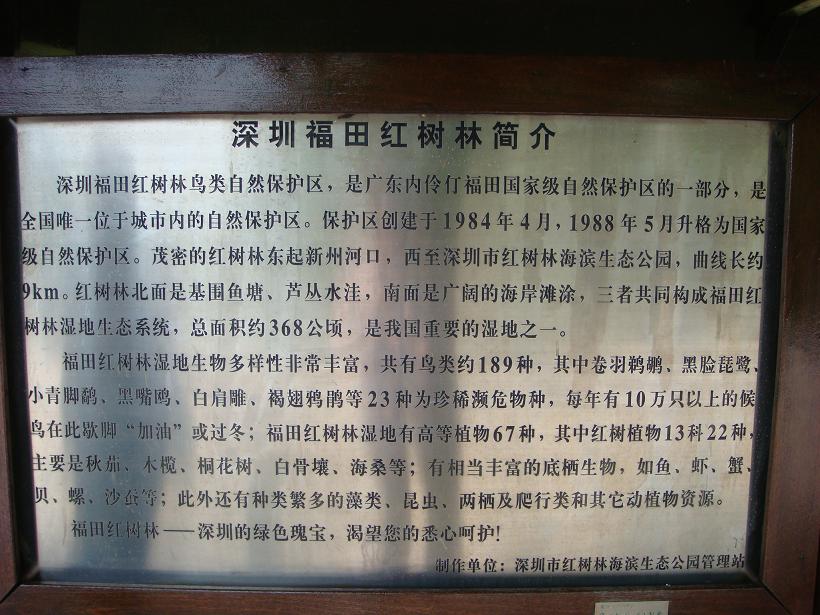 深圳福田红树林简介
深圳福田红树林鸟类自然保护区，是广东内伶仃福田国家级自然保护区的一部分，是
全国唯一位于城市内的自然保护区。保护区创建于1984年4月，1988年5月升格为国家
级自然保护区。茂密的红树林东起新州河口，西至深圳市红树林海滨生态公园，曲线长约
9km。红树林北面是基围鱼塘、芦丛水洼，南面是广阔的海岸滩涂，三者共同构成福田红
树林湿地生态系统，总面积约368公顷，是我国重要的湿地之一。
福田红树林湿地生物多样性非常丰富，共有鸟类约189种，其中卷羽鹈鹕、黑脸琵鹭、
小青脚鹬、黑嘴鸥、白肩雕、褐翅鸦鹃等23种为珍稀濒危物种，每年有10万只以上的候
鸟在此歇脚“加油”或过冬；福田红树林湿地有高等植物67种，其中红树植物13科22种，
主要是秋茄、木榄、桐花树、白骨壤、海桑等；有相当丰富的底栖生物，如鱼、虾、蟹、
贝、螺、沙蚕等；此外还有种类繁多的藻类、昆虫、两栖及爬行类和其它动植物资源。
福田红树林——深圳的绿色瑰宝，渴望您的悉心呵护！
制作单位：深圳市红树林海滨生态公园管理站